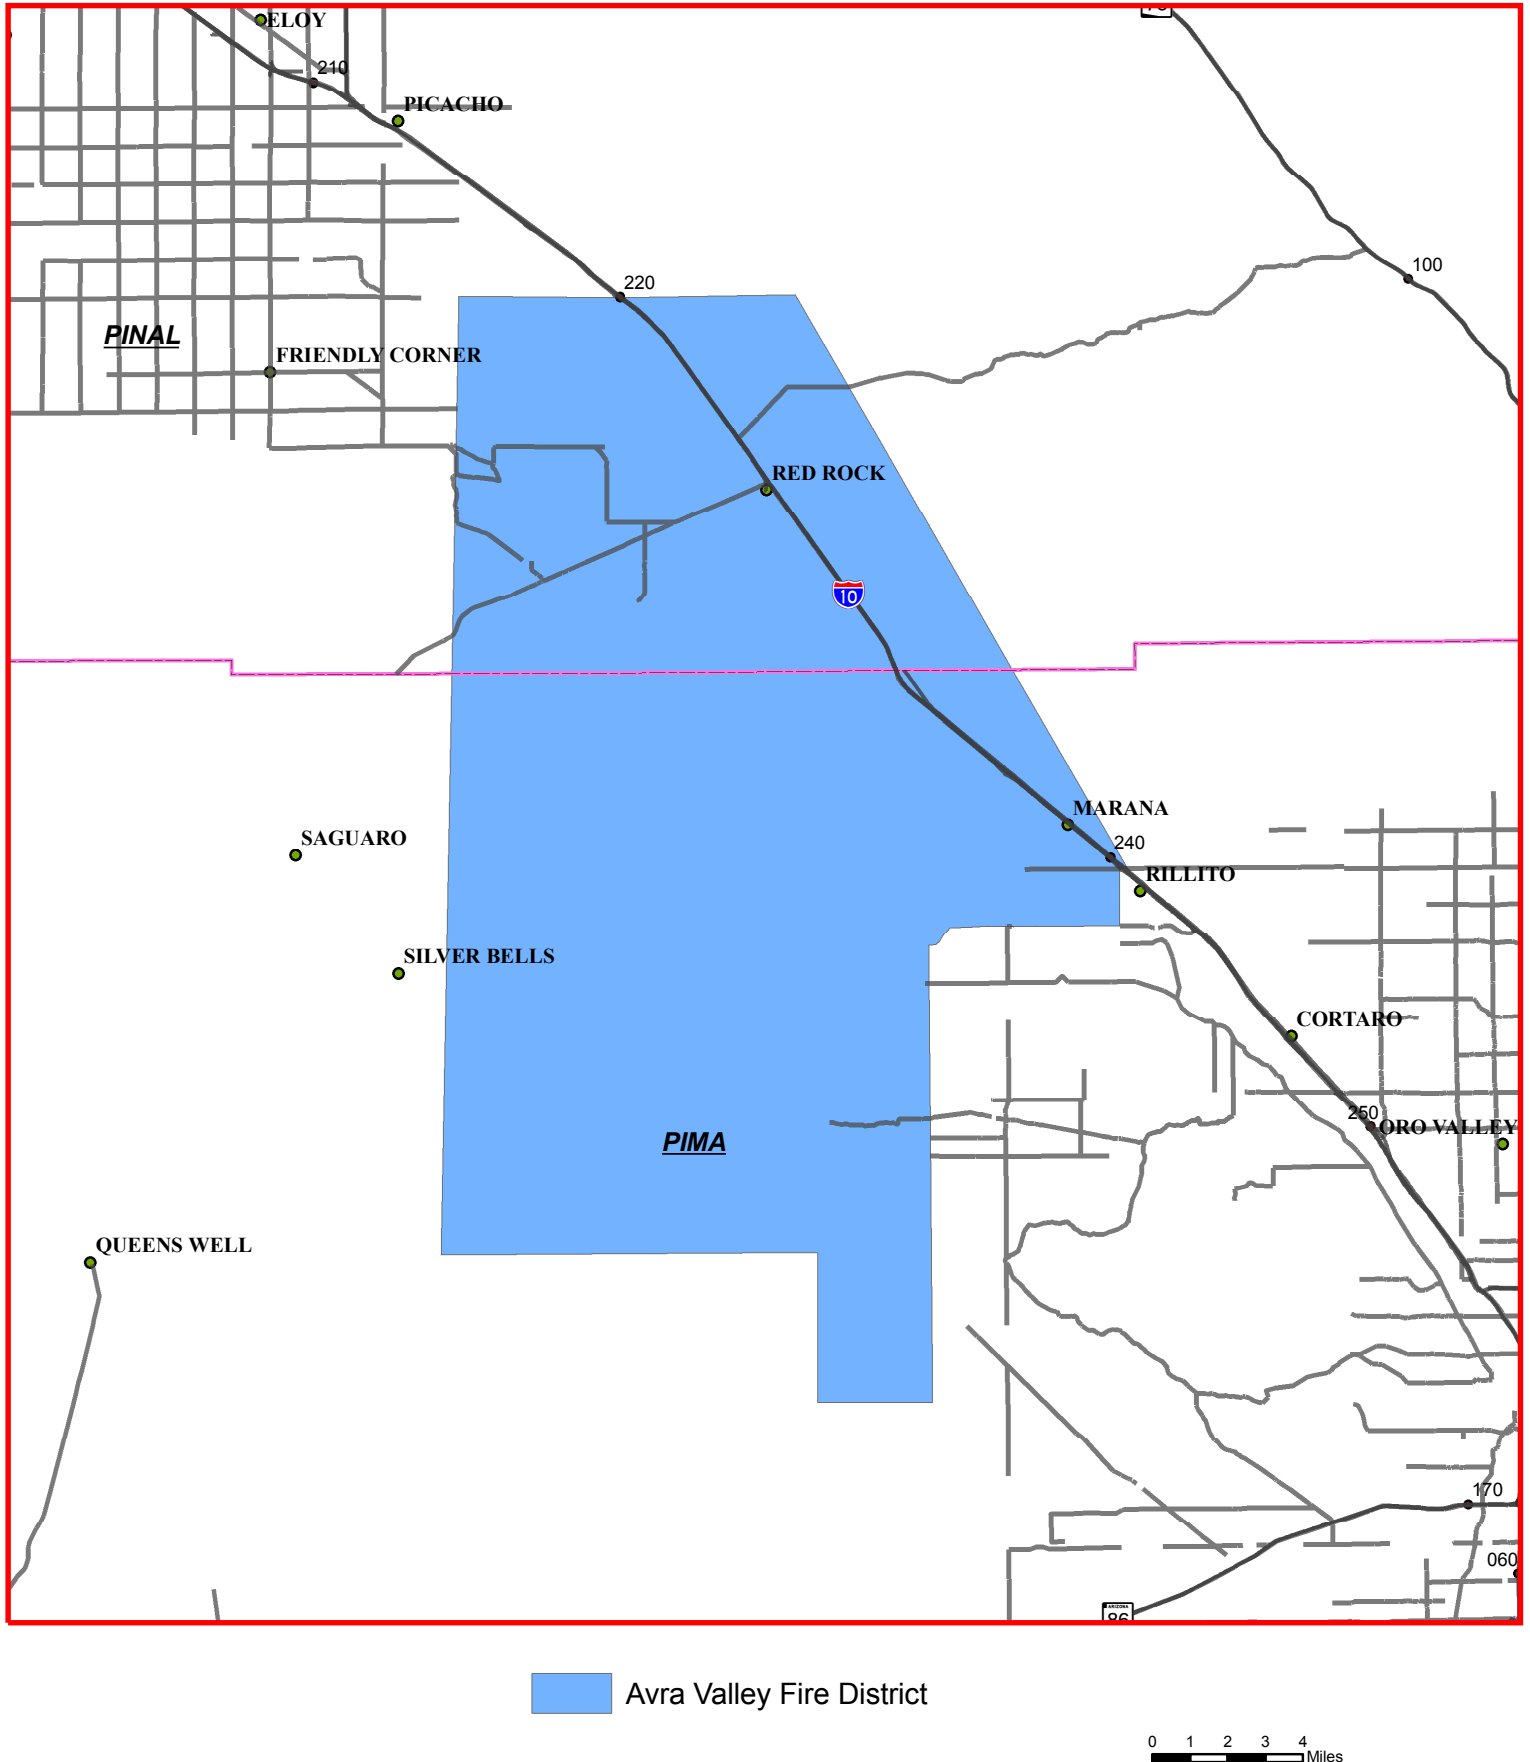 ELOY
210
PICACHO
100
220
PINAL
FRIENDLY CORNER
RED ROCK
10
MARANA
SAGUARO
240
RILLITO
SILVER BELLS
CORTARO
250
ORO VALLEY
PIMA
QUEENS WELL
170
060
ARIZONA
86
Avra Valley Fire District
0 1 2 3 4
Miles